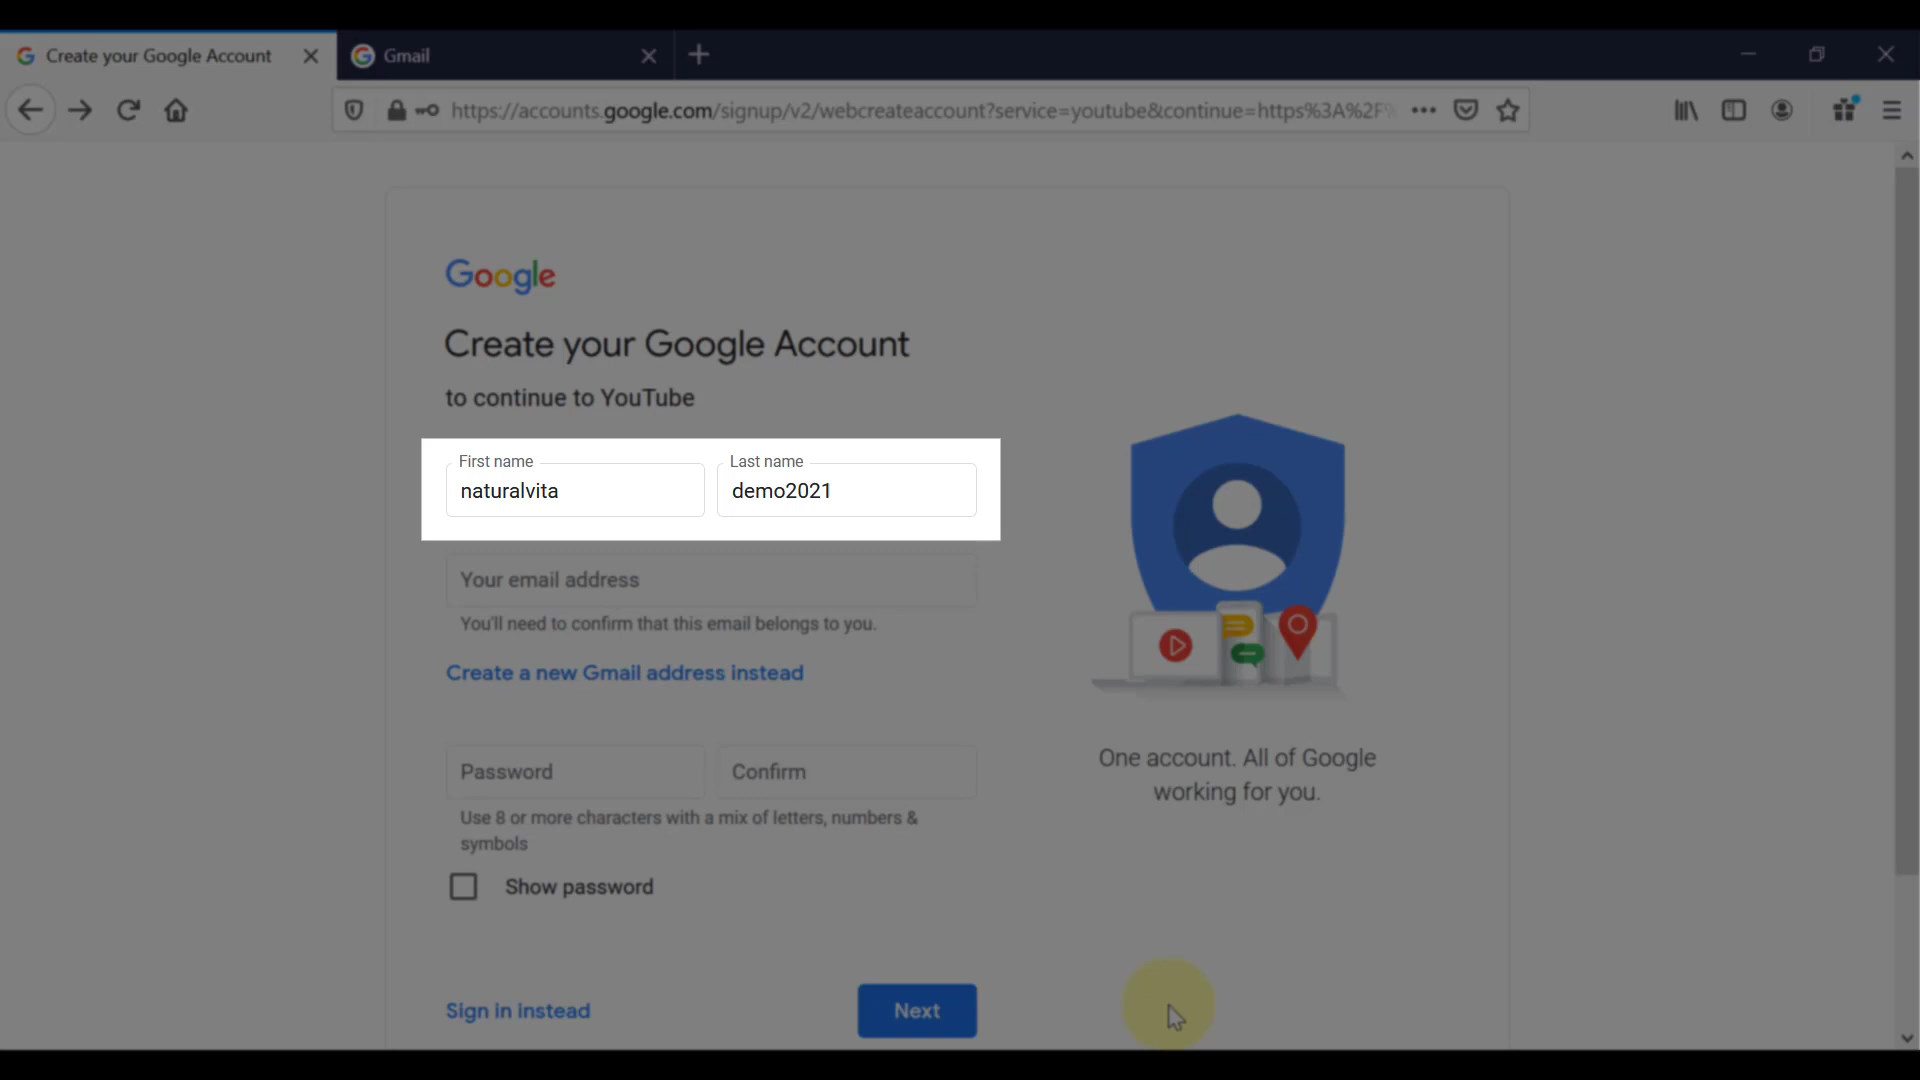 Create your Google Account
Gmail
https://accounts.google.com/signup/v2/webcreateaccount?service=youtube&continue=https%3A%2F%
Google
Create your Google Account
to continue to YouTube
First name
Last name
naturalvita
demo2021
Your email address
You'll need to confirm that this email belongs to you.
Create a new Gmail address instead
Password
Confirm
One account. All of Google
working for you.
Use 8 or more characters with a mix of letters, numbers &
symbols
Show password
Sign in instead
Next